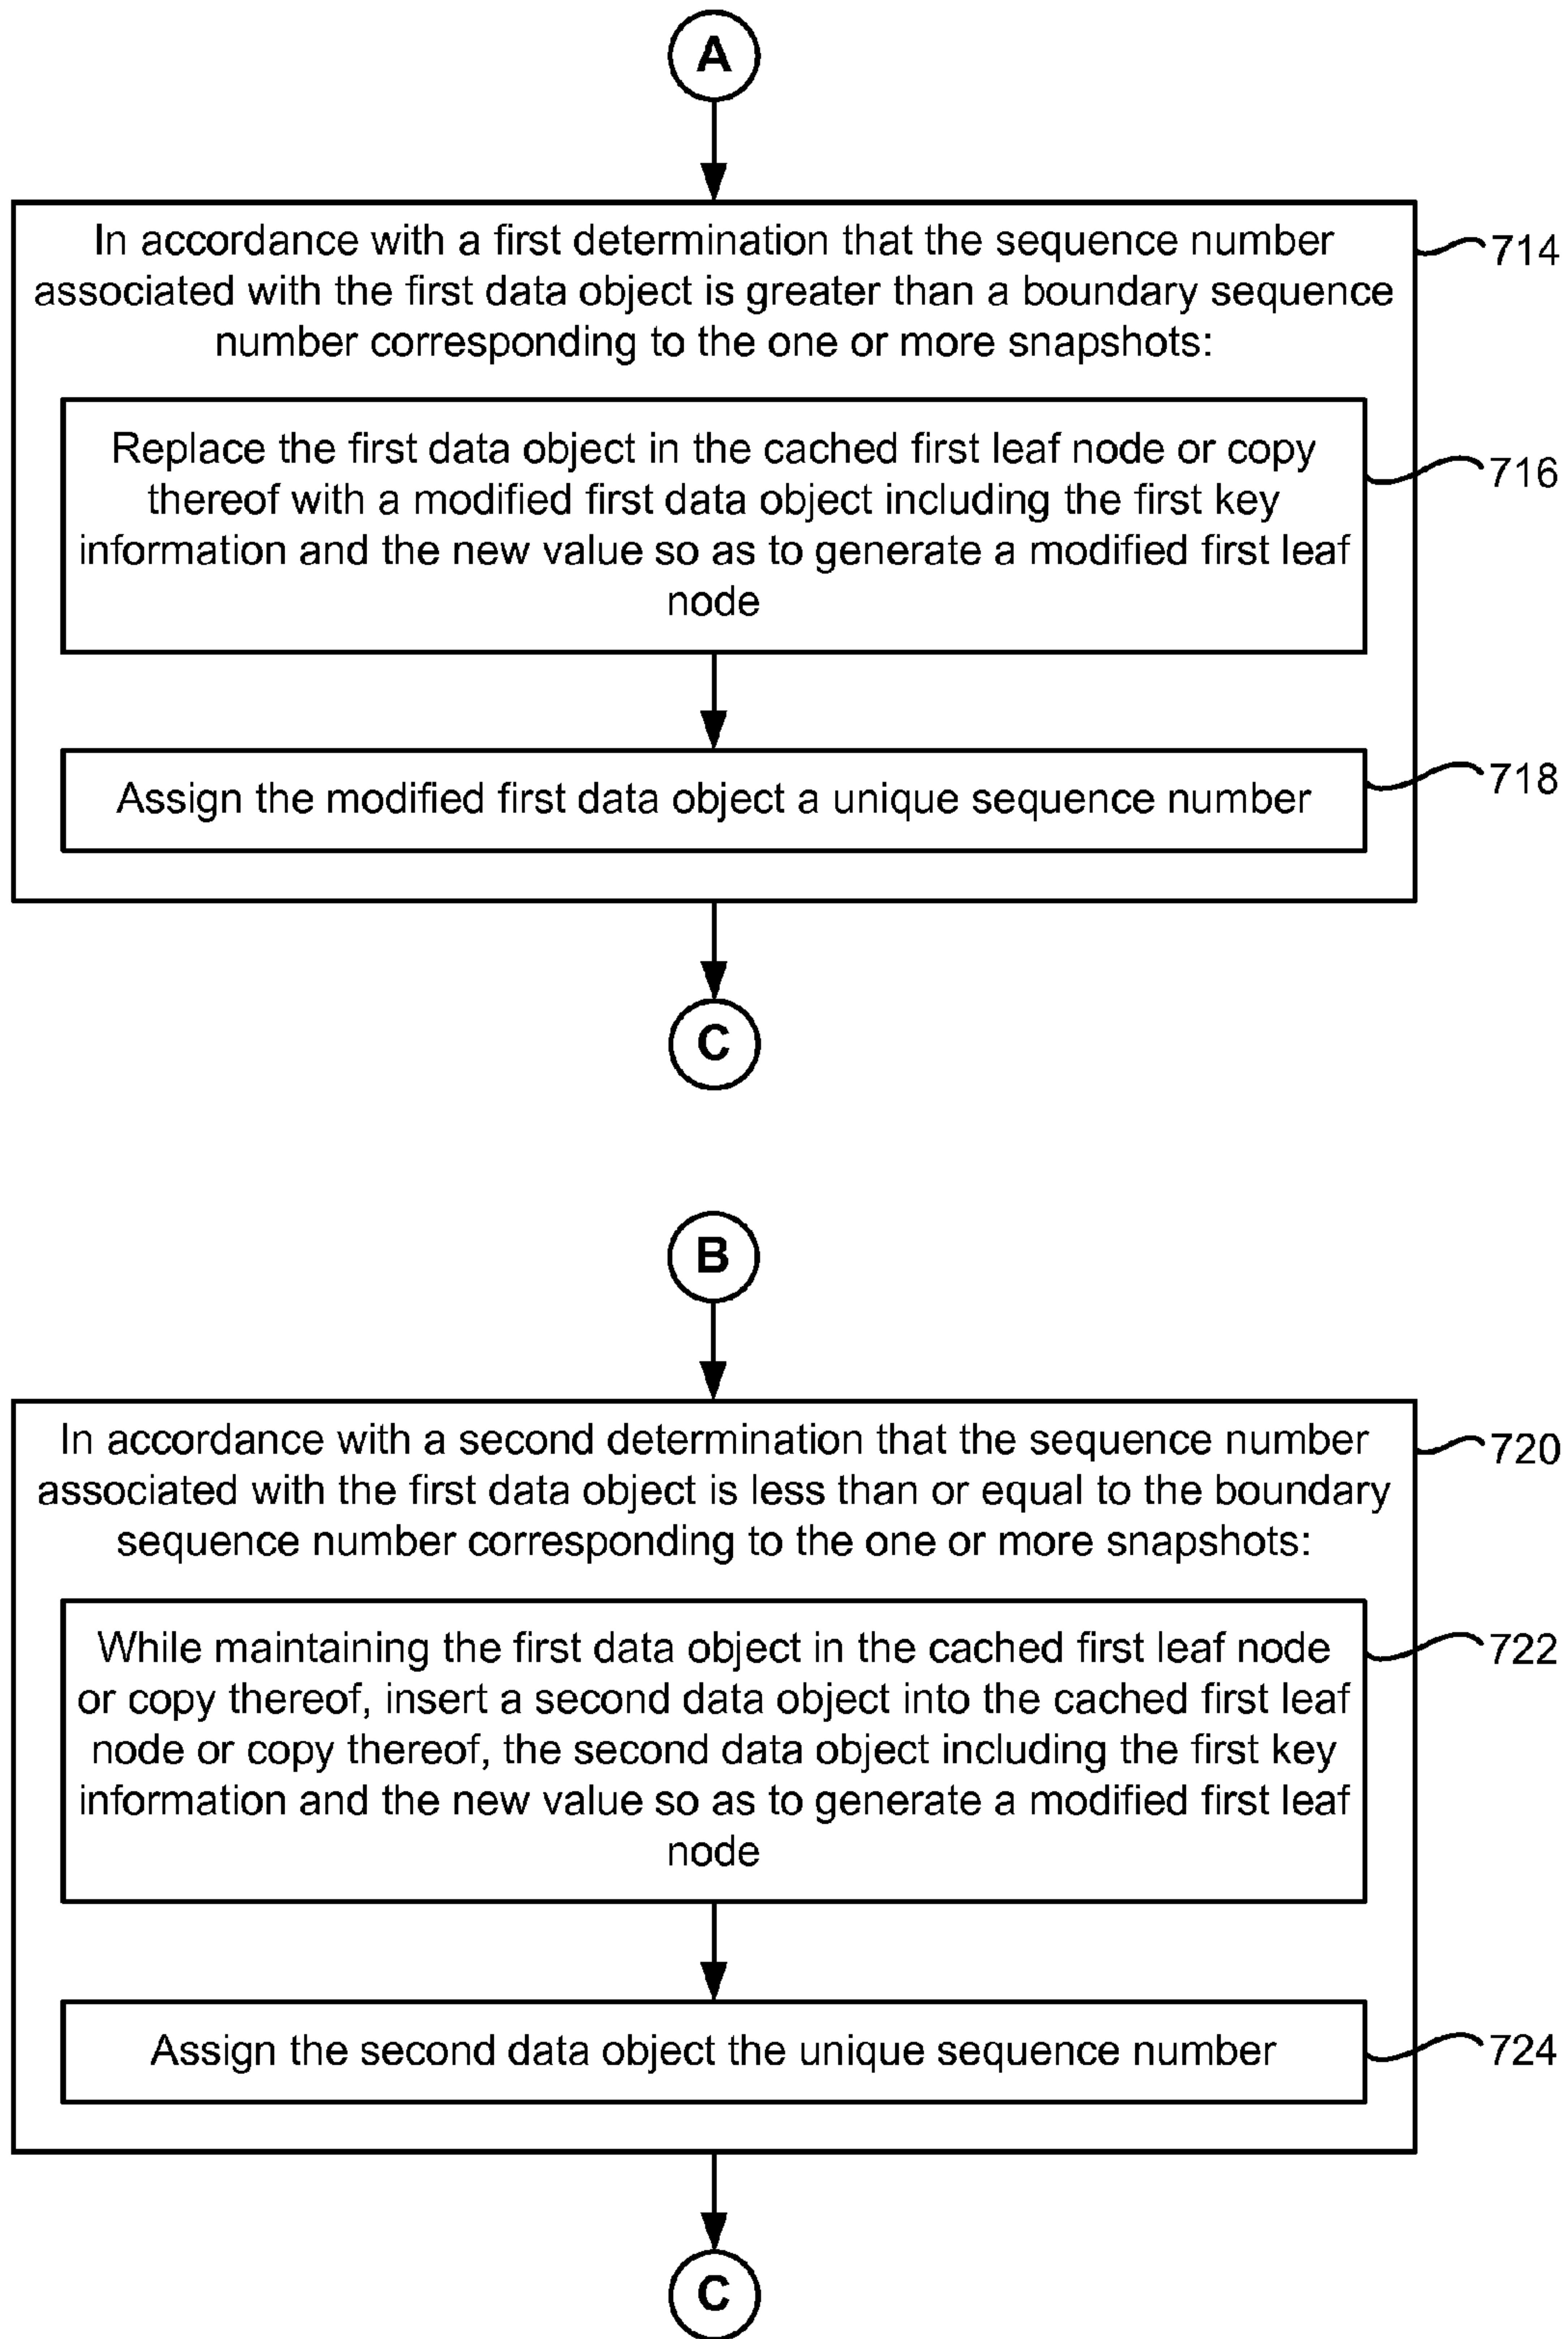 A
In accordance with a first determination that the sequence number
associated with the first data object is greater than a boundary sequence
number corresponding to the one or more snapshots:
714
Replace the first data object in the cached first leaf node or copy
thereof with a modified first data object including the first key
information and the new value so as to generate a modified first leaf
node
716
Assign the modified first data object a unique sequence number
718
C
B
In accordance with a second determination that the sequence number
associated with the first data object is less than or equal to the boundary
sequence number corresponding to the one or more snapshots:
720
While maintaining the first data object in the cached first leaf node
or copy thereof, insert a second data object into the cached first leaf
node or copy thereof, the second data object including the first key
information and the new value so as to generate a modified first leaf
node
722
Assign the second data object the unique sequence number
724
C